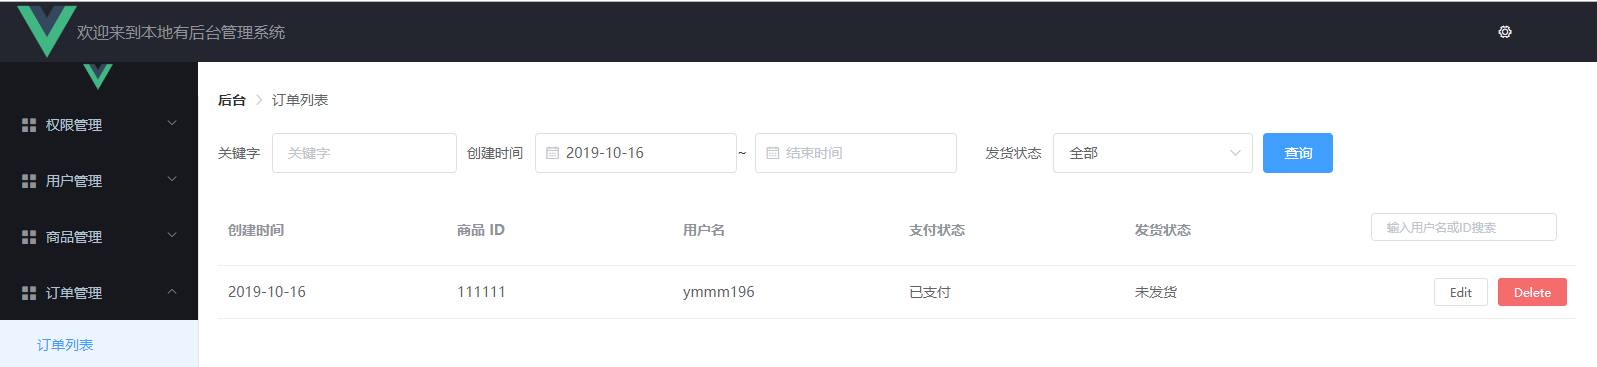 欢迎来到本地有后台管理系统
权限管理
用户管理
商品管理
订单管理
订单列表
后台 订单列表
关键字 关键字 创建时间 2019-10-16 ~ 结束时间 发货状态 全部 查询
创建时间 商品 ID 用户名 支付状态 发货状态 输入用户名或ID搜索
2019-10-16 111111 ymmm196 已支付 未发货 Edit Delete